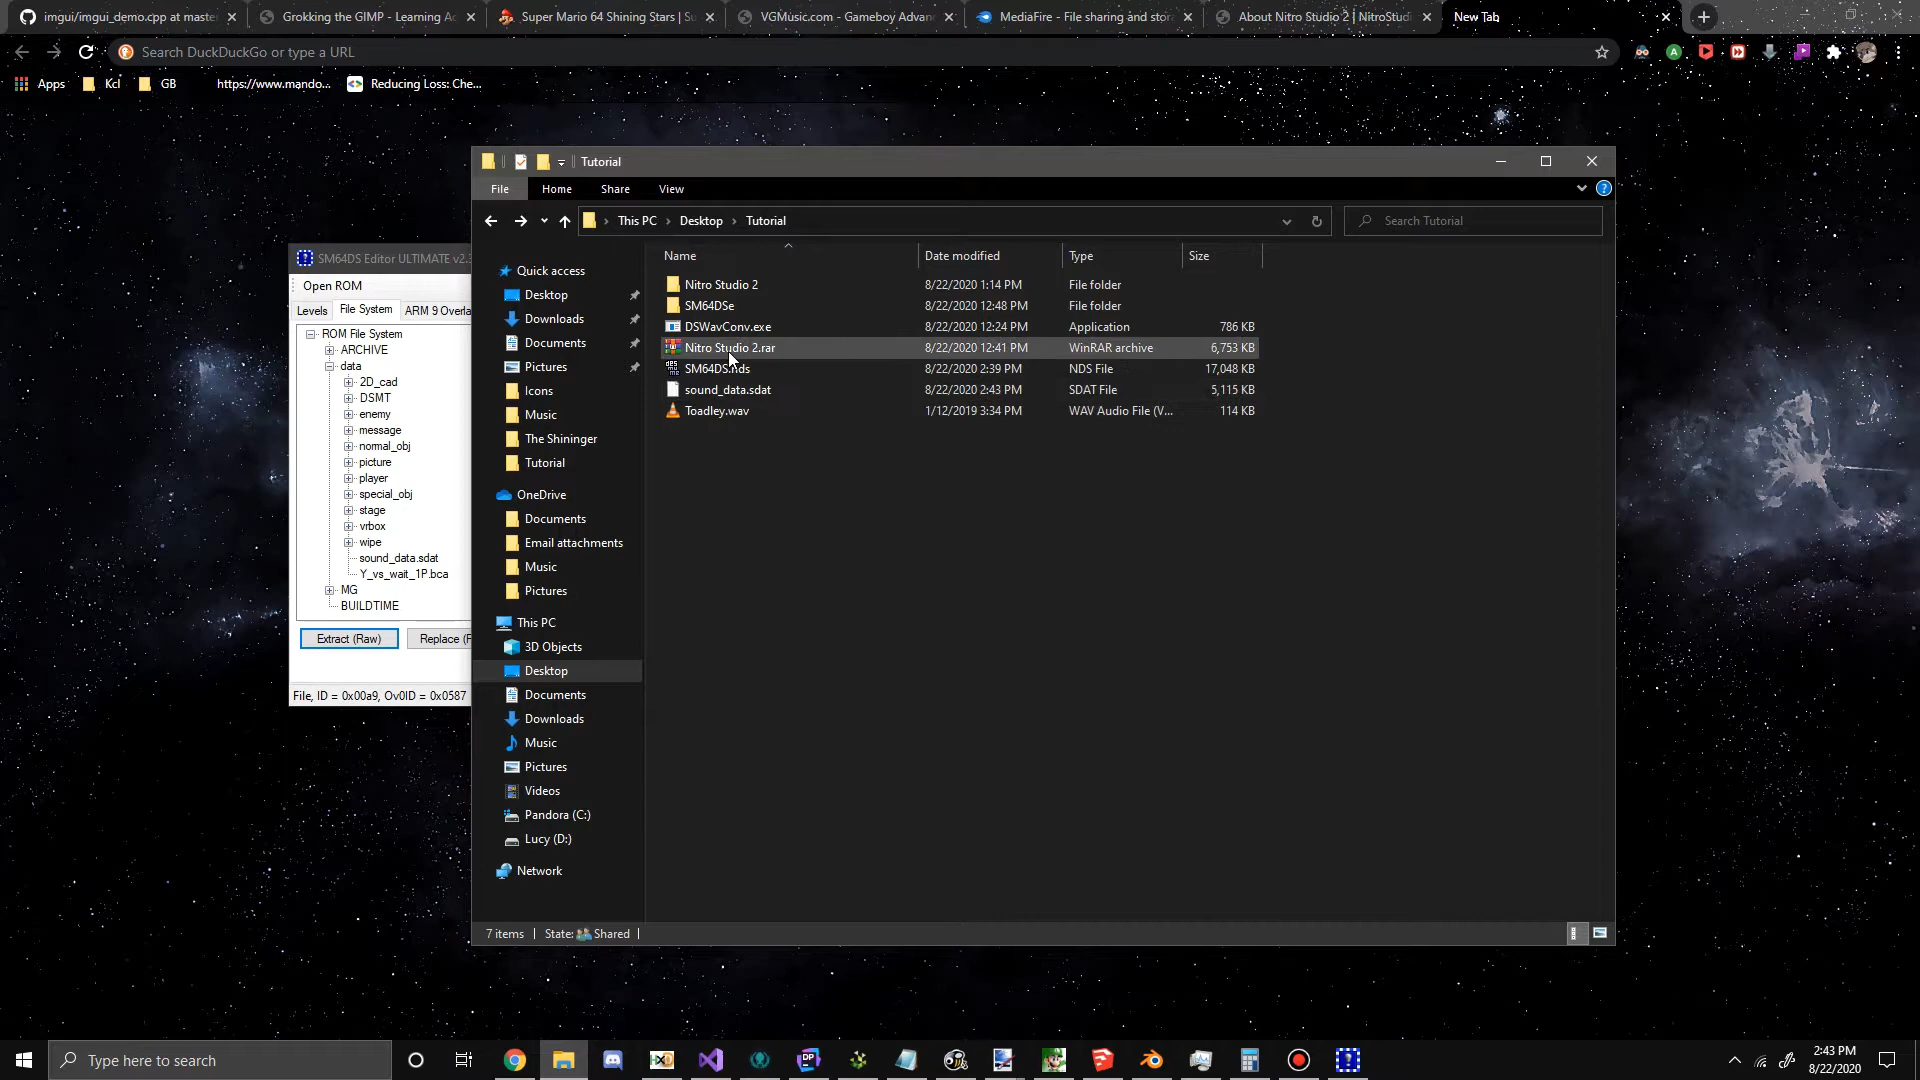 imgui/imgui_demo.cpp at maste
Grokking the GIMP - Learning Ac
Super Mario 64 Shining Stars | Su
VGMusic.com - Gameboy Advan
MediaFire - File sharing and stor
About Nitro Studio 2 | NitroStudi
New Tab
Search DuckDuckGo or type a URL
Apps
Kcl
GB
https://www.mando...
Reducing Loss: Che...
Tutorial
File
Home
Share
View
This PC
Desktop
Tutorial
Search Tutorial
SM64DS Editor ULTIMATE v2.3
Open ROM
Levels
File System
ARM 9 Overla
ROM File System
ARCHIVE
data
2D_cad
DSMT
enemy
message
normal_obj
picture
player
special_obj
stage
vrbox
wipe
sound_data.sdat
Y_vs_wait_1P.bca
MG
BUILDTIME
Extract (Raw)
Replace (F
File, ID = 0x00a9, Ov0ID = 0x0587
Quick access
Desktop
Downloads
Documents
Pictures
Icons
Music
The Shininger
Tutorial
OneDrive
Documents
Email attachments
Music
Pictures
This PC
3D Objects
Desktop
Documents
Downloads
Music
Pictures
Videos
Pandora (C:)
Lucy (D:)
Network
Name Date modified Type Size
Nitro Studio 2 8/22/2020 1:14 PM File folder
SM64DSe 8/22/2020 12:48 PM File folder
DSWavConv.exe 8/22/2020 12:24 PM Application 786 KB
Nitro Studio 2.rar 8/22/2020 12:41 PM WinRAR archive 6,753 KB
SM64DS.nds 8/22/2020 2:39 PM NDS File 17,048 KB
sound_data.sdat 8/22/2020 2:43 PM SDAT File 5,115 KB
Toadley.wav 1/12/2019 3:34 PM WAV Audio File (V... 114 KB
7 items
State: Shared
Type here to search
2:43 PM
8/22/2020